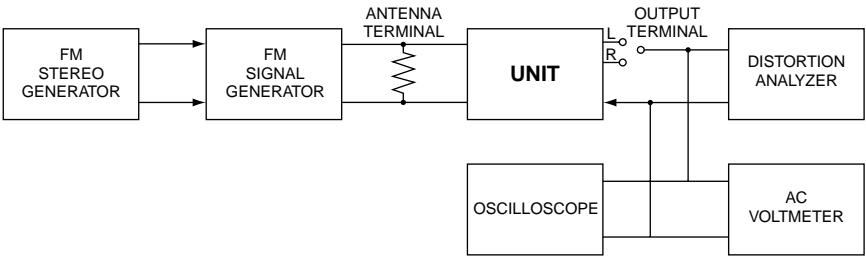 FM
STEREO
GENERATOR
FM
SIGNAL
GENERATOR
ANTENNA
TERMINAL
UNIT
L
R
OUTPUT
TERMINAL
DISTORTION
ANALYZER
OSCILLOSCOPE
AC
VOLTMETER